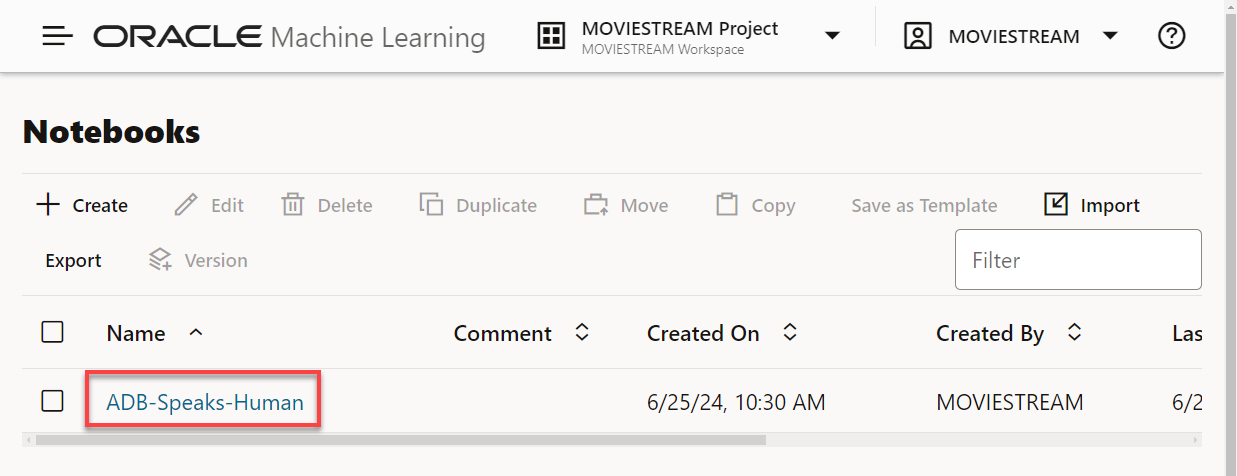 ORACLE Machine Learning
MOVIESTREAM Project
MOVIESTREAM Workspace
MOVIESTREAM
Notebooks
Create Edit Delete Duplicate Move Copy Save as Template Import
Export Version Filter
Name Comment Created On Created By Las
ADB-Speaks-Human 6/25/24, 10:30 AM MOVIESTREAM 6/2